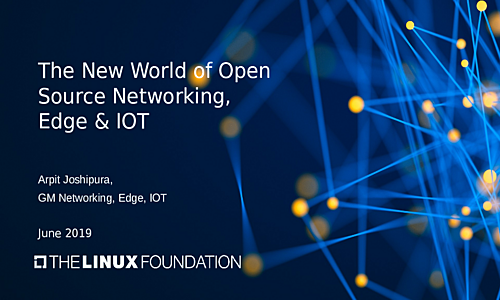 The New World of Open
Source Networking,
Edge & IOT
Arpit Joshipura,
GM Networking, Edge, IOT
June 2019
THE LINUX FOUNDATION